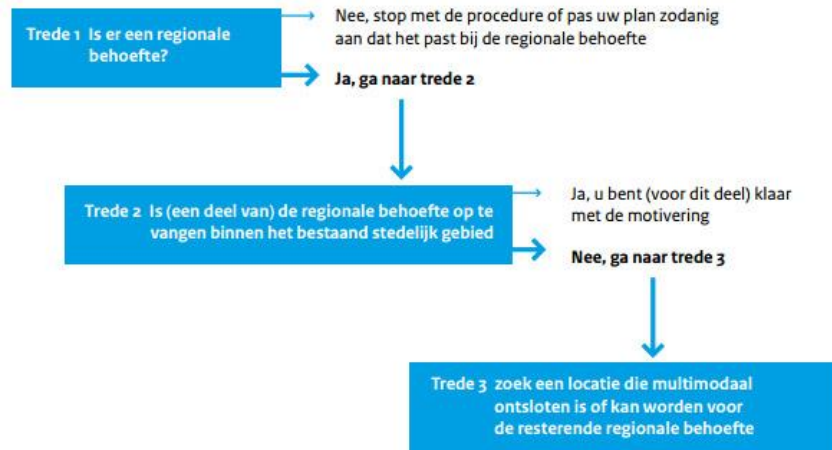 Trede 1 Is er een regionale
behoefte?
Nee, stop met de procedure of pas uw plan zodanig
aan dat het past bij de regionale behoefte
Ja, ga naar trede 2
Trede 2 Is (een deel van) de regionale behoefte op te
vangen binnen het bestaand stedelijk gebied
Ja, u bent (voor dit deel) klaar
met de motivering
Nee, ga naar trede 3
Trede 3 zoek een locatie die multimodaal
ontsloten is of kan worden voor
de resterende regionale behoefte